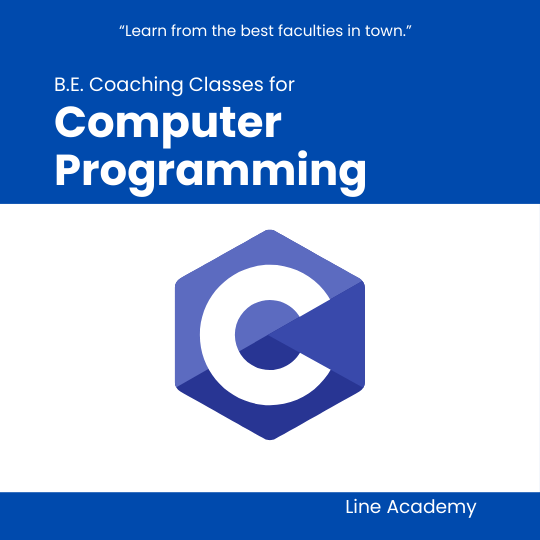 “Learn from the best faculties in town.”
B.E. Coaching Classes for
Computer
Programming
C
Line Academy